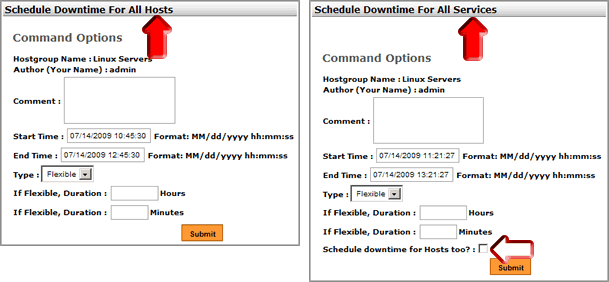 Schedule Downtime For All Hosts
Command Options
Hostgroup Name : Linux Servers
Author (Your Name) : admin
Comment :
Start Time : 07/14/2009 10:45:30 Format: MM/dd/yyyy hh:mm:ss
End Time : 07/14/2009 12:45:30 Format: MM/dd/yyyy hh:mm:ss
Type : Flexible
If Flexible, Duration : Hours
If Flexible, Duration : Minutes
Submit
Schedule Downtime For All Services
Command Options
Hostgroup Name : Linux Servers
Author (Your Name) : admin
Comment :
Start Time : 07/14/2009 11:21:27 Format: MM/dd/yyyy hh:mm:ss
End Time : 07/14/2009 13:21:27 Format: MM/dd/yyyy hh:mm:ss
Type : Flexible
If Flexible, Duration : Hours
If Flexible, Duration : Minutes
Schedule downtime for Hosts too? :
Submit